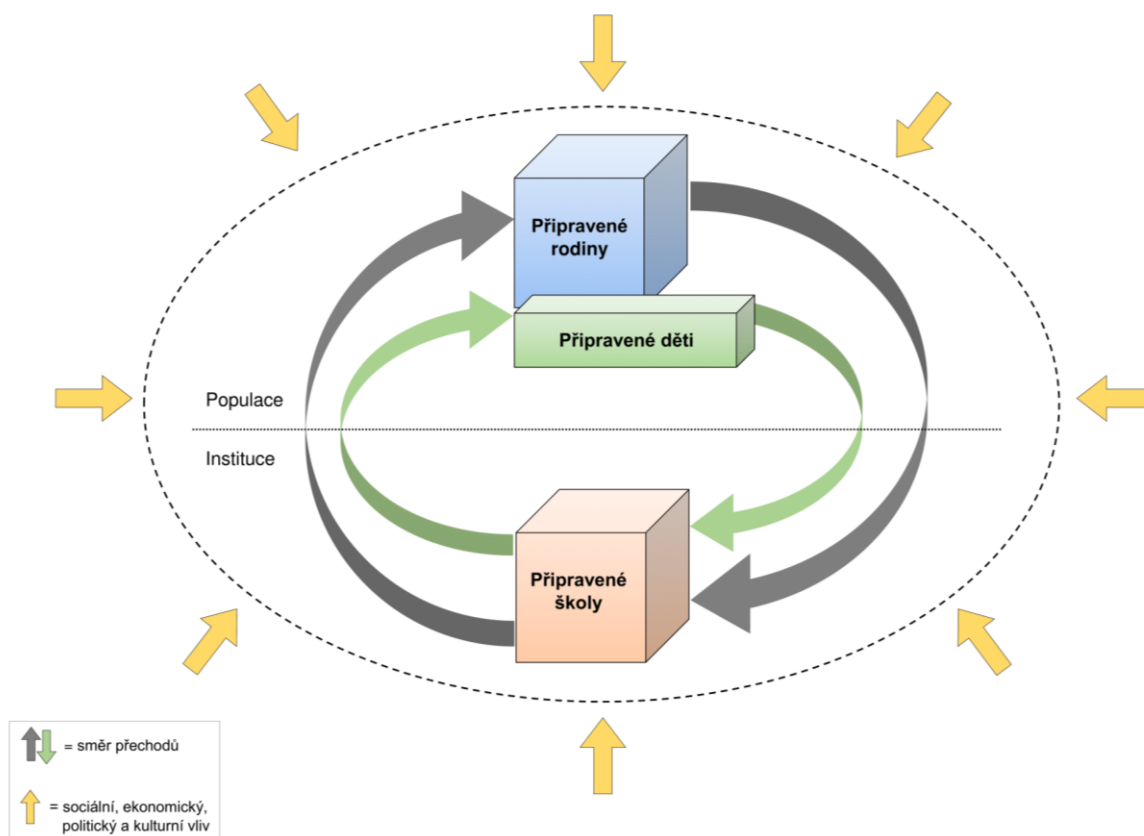 Připravené
rodiny
Připravené děti
Populace
Instituce
Připravené
školy
= směr přechodů
= sociální, ekonomický,
politický a kulturní vliv